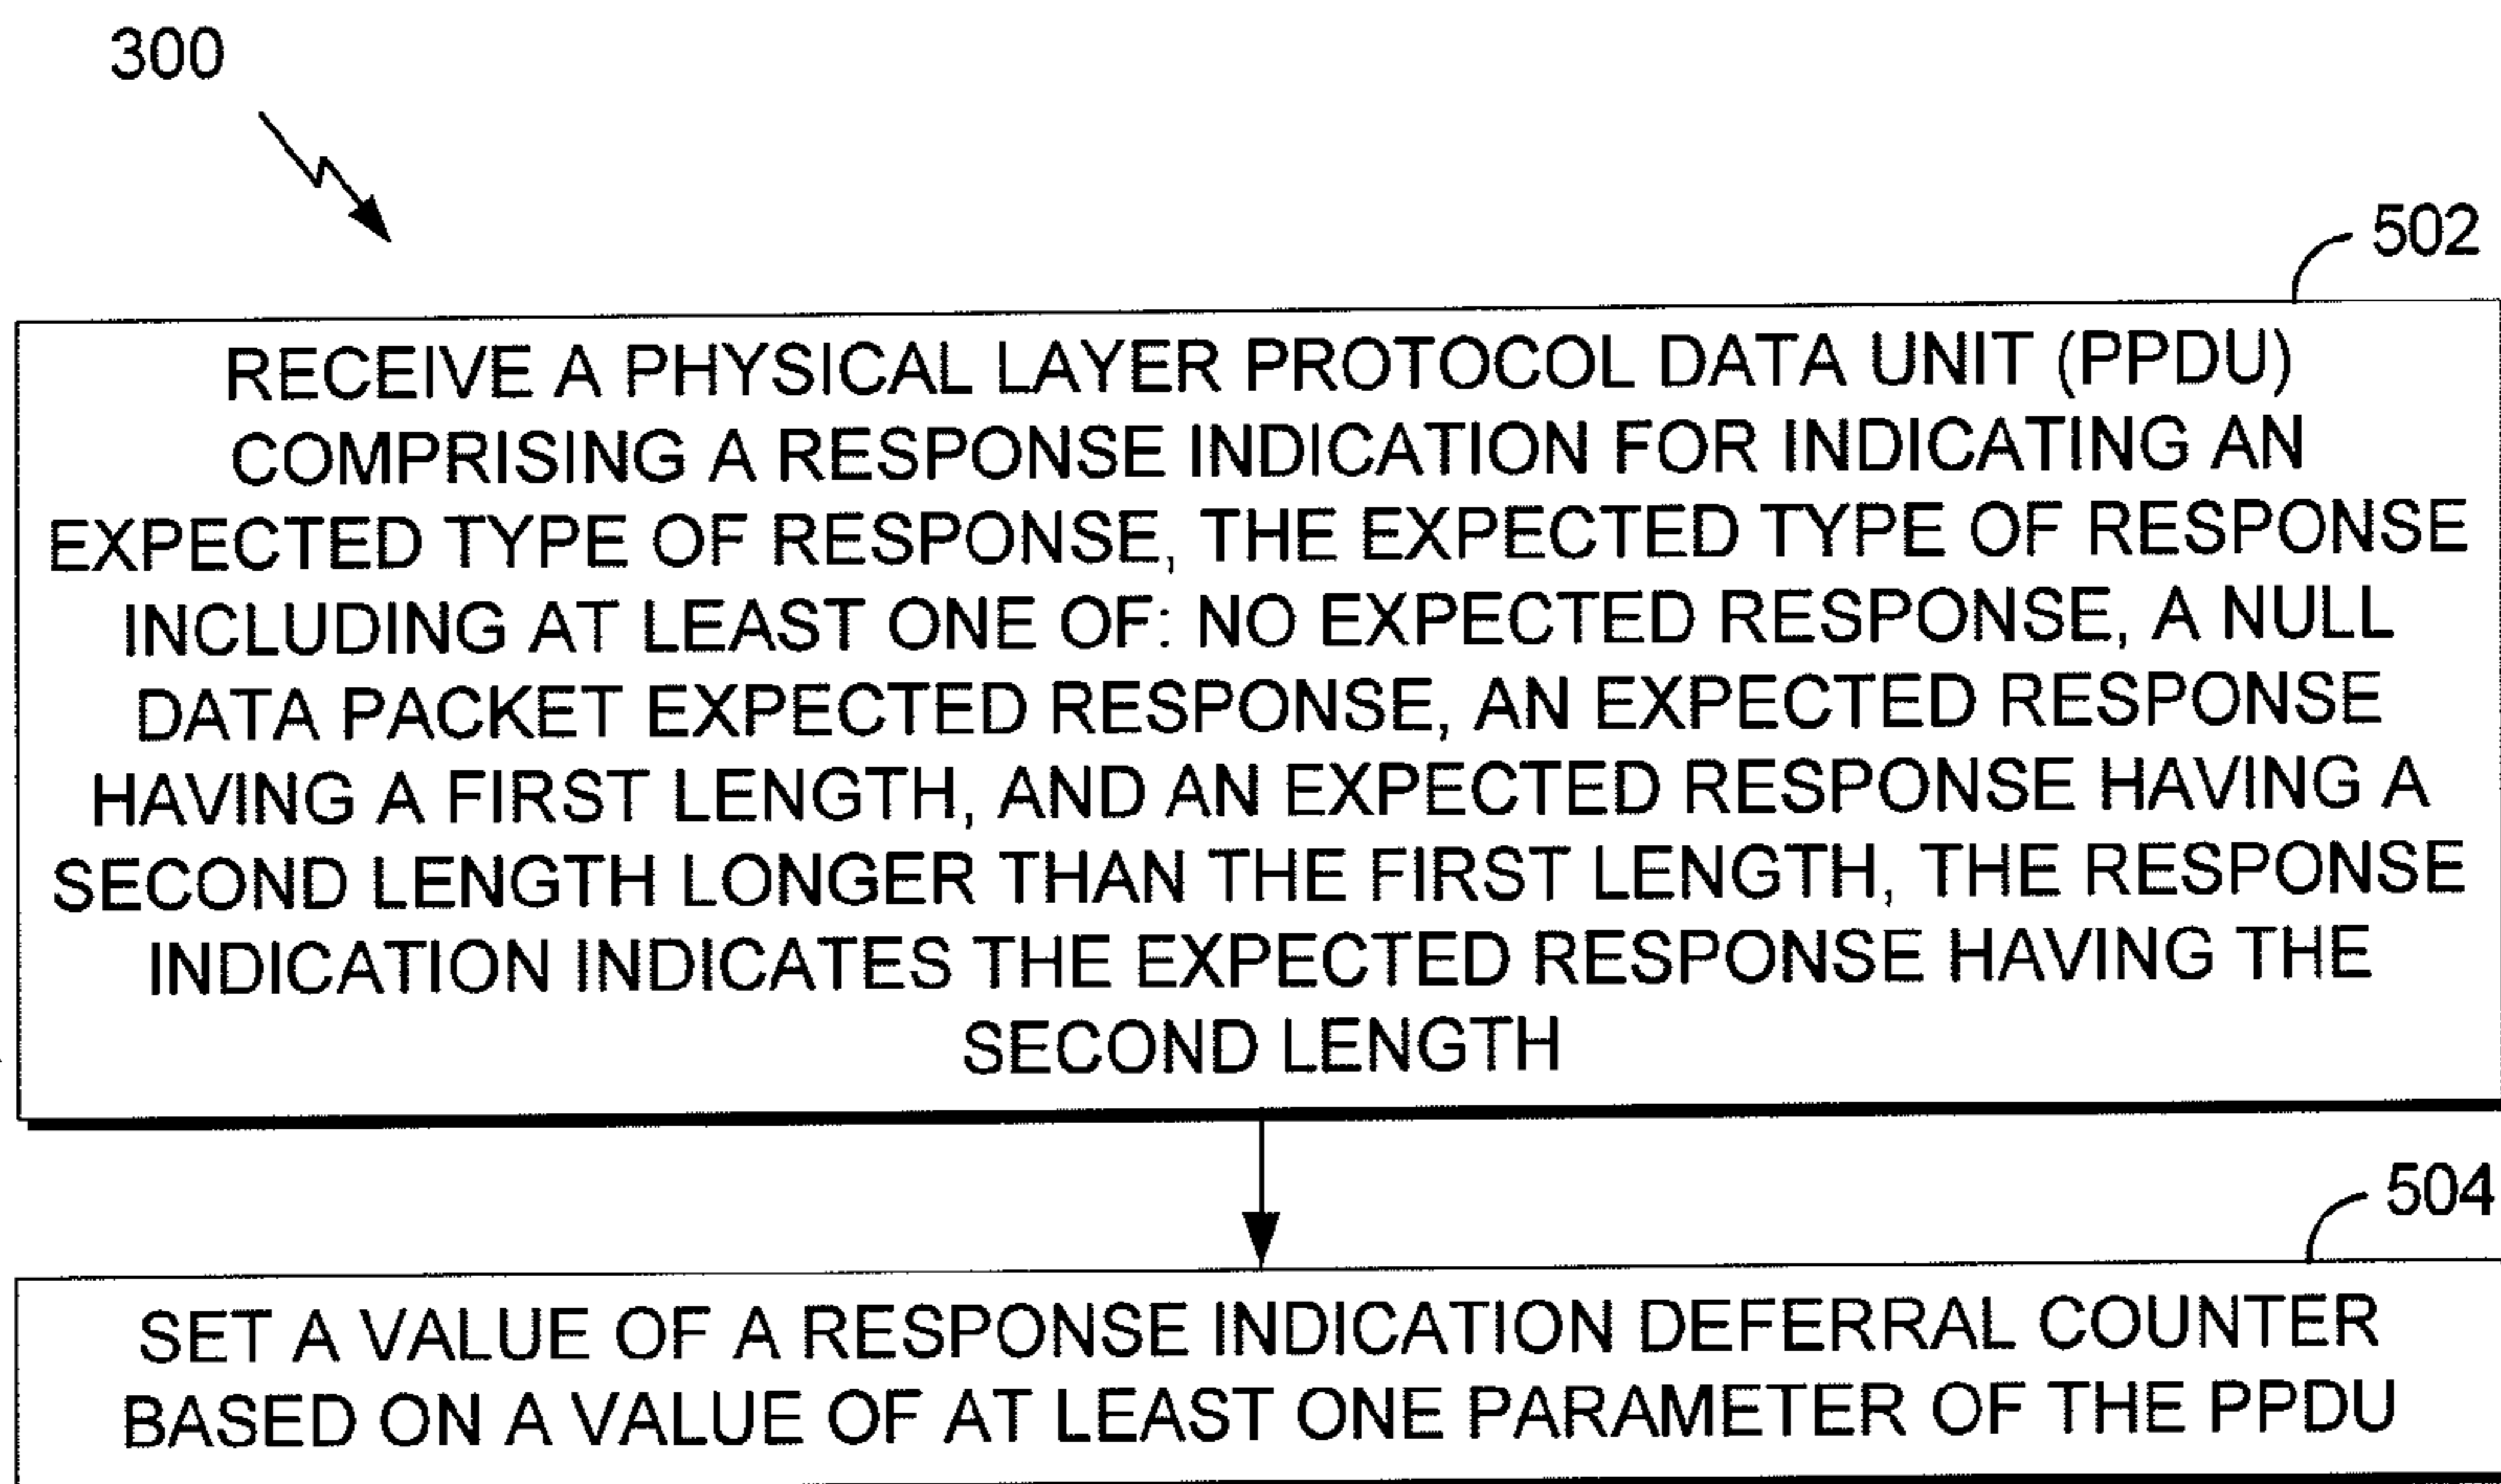 300
502
RECEIVE A PHYSICAL LAYER PROTOCOL DATA UNIT (PPDU)
COMPRISING A RESPONSE INDICATION FOR INDICATING AN
EXPECTED TYPE OF RESPONSE, THE EXPECTED TYPE OF RESPONSE
INCLUDING AT LEAST ONE OF: NO EXPECTED RESPONSE, A NULL
DATA PACKET EXPECTED RESPONSE, AN EXPECTED RESPONSE
HAVING A FIRST LENGTH, AND AN EXPECTED RESPONSE HAVING A
SECOND LENGTH LONGER THAN THE FIRST LENGTH, THE RESPONSE
INDICATION INDICATES THE EXPECTED RESPONSE HAVING THE
SECOND LENGTH
504
SET A VALUE OF A RESPONSE INDICATION DEFERRAL COUNTER
BASED ON A VALUE OF AT LEAST ONE PARAMETER OF THE PPDU